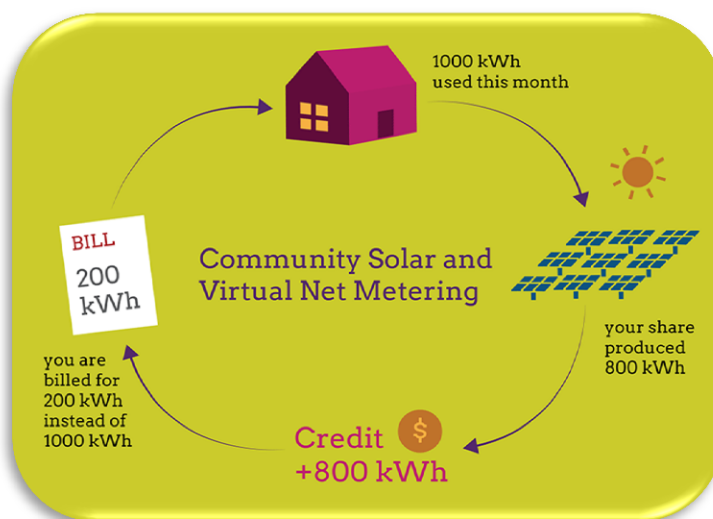 1000 kWh
used this month
Community Solar and
Virtual Net Metering
BILL
200
kWh
your share
produced
800 kWh
you are
billed for
200 kWh
instead of
1000 kWh
Credit $
+800 kWh